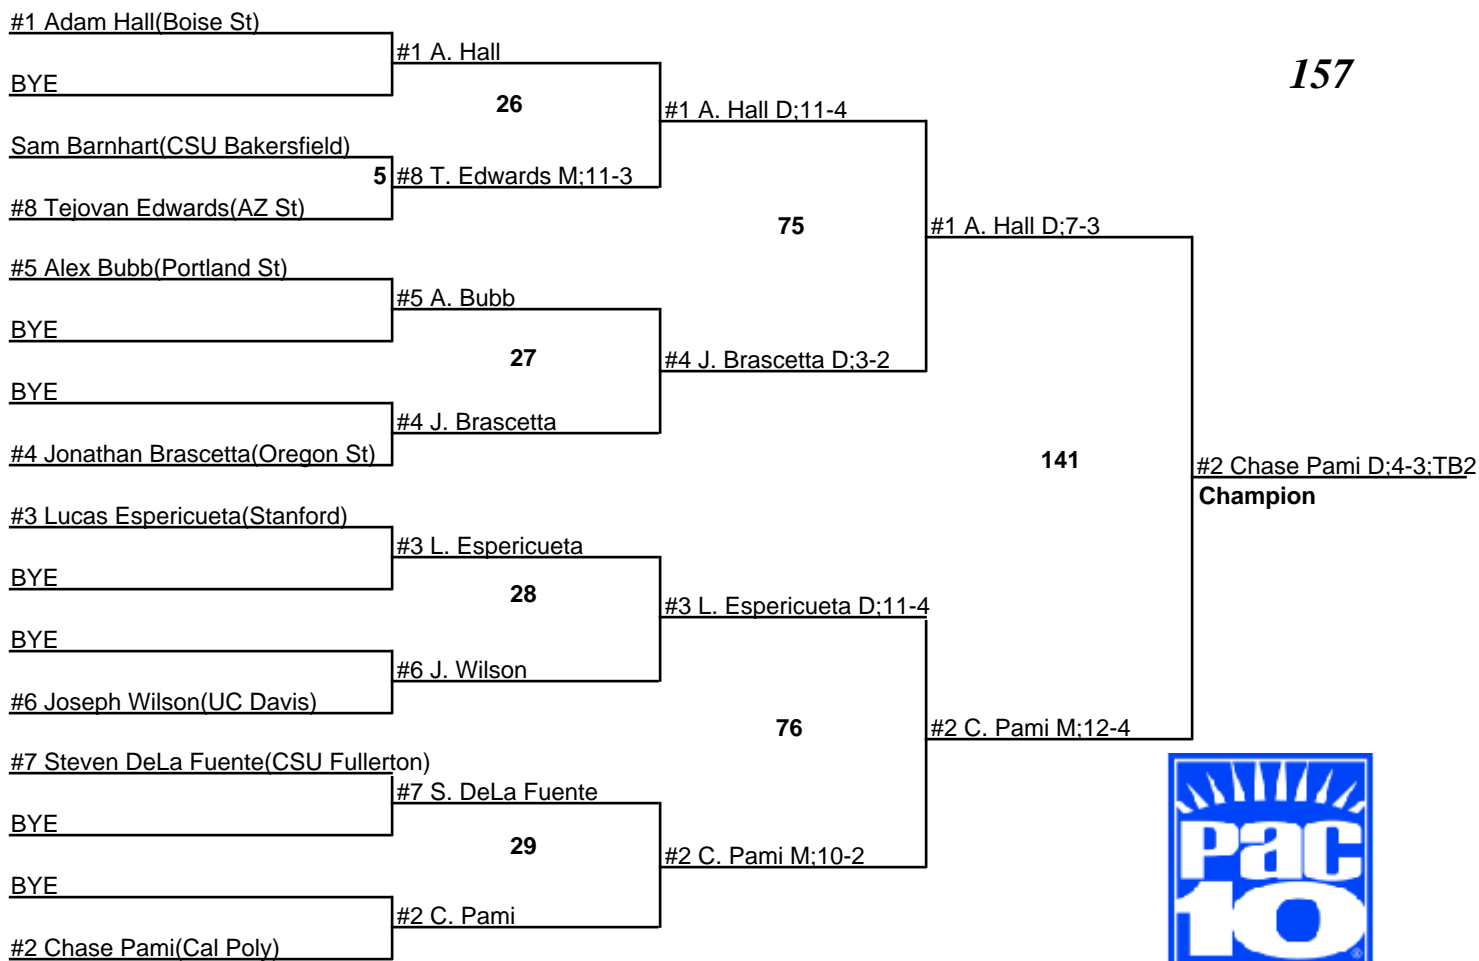 #1 Adam Hall(Boise St)
#1 A. Hall
157
BYE
26
#1 A. Hall D;11-4
Sam Barnhart(CSU Bakersfield)
5
#8 T. Edwards M;11-3
#8 Tejovan Edwards(AZ St)
75
#1 A. Hall D;7-3
#5 Alex Bubb(Portland St)
#5 A. Bubb
BYE
27
#4 J. Brascetta D;3-2
BYE
#4 J. Brascetta
#4 Jonathan Brascetta(Oregon St)
141
#2 Chase Pami D;4-3;TB2
Champion
#3 Lucas Espericueta(Stanford)
#3 L. Espericueta
BYE
28
#3 L. Espericueta D;11-4
BYE
#6 J. Wilson
#6 Joseph Wilson(UC Davis)
76
#2 C. Pami M;12-4
#7 Steven DeLa Fuente(CSU Fullerton)
#7 S. DeLa Fuente
BYE
29
#2 C. Pami M;10-2
BYE
#2 C. Pami
#2 Chase Pami(Cal Poly)
Pac
10
®